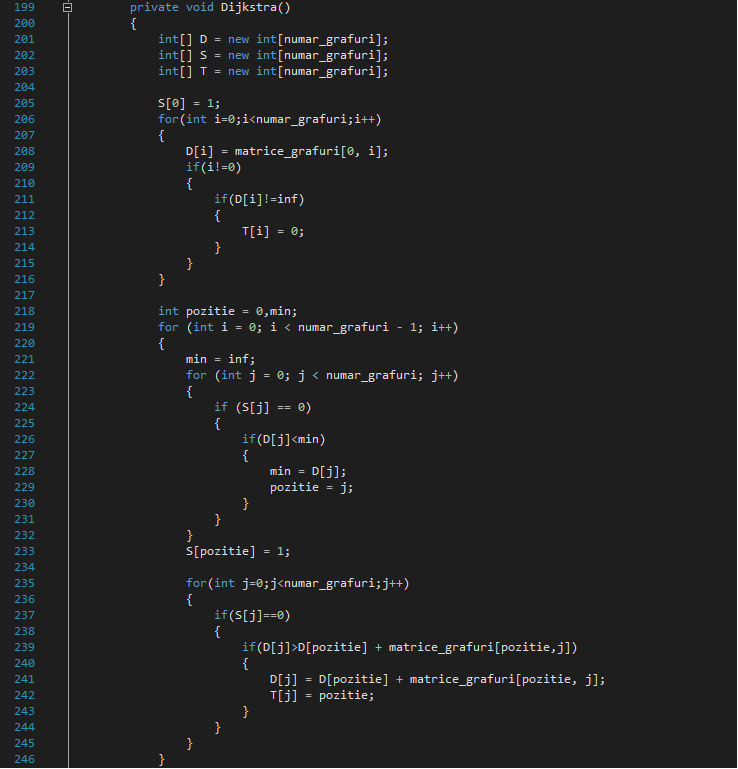 199 private void Dijkstra()
200 {
201 int[] D = new int[numar_grafuri];
202 int[] S = new int[numar_grafuri];
203 int[] T = new int[numar_grafuri];
204
205 S[0] = 1;
206 for(int i=0;i<numar_grafuri;i++)
207 {
208 D[i] = matrice_grafuri[0, i];
209 if(i!=0)
210 {
211 if(D[i]!=inf)
212 {
213 T[i] = 0;
214 }
215 }
216 }
217
218 int pozitie = 0,min;
219 for (int i = 0; i < numar_grafuri - 1; i++)
220 {
221 min = inf;
222 for (int j = 0; j < numar_grafuri; j++)
223 {
224 if (S[j] == 0)
225 {
226 if(D[j]<min)
227 {
228 min = D[j];
229 pozitie = j;
230 }
231 }
232 }
233 S[pozitie] = 1;
234
235 for(int j=0;j<numar_grafuri;j++)
236 {
237 if(S[j]==0)
238 {
239 if(D[j]>D[pozitie] + matrice_grafuri[pozitie,j])
240 {
241 D[j] = D[pozitie] + matrice_grafuri[pozitie, j];
242 T[j] = pozitie;
243 }
244 }
245 }
246 }